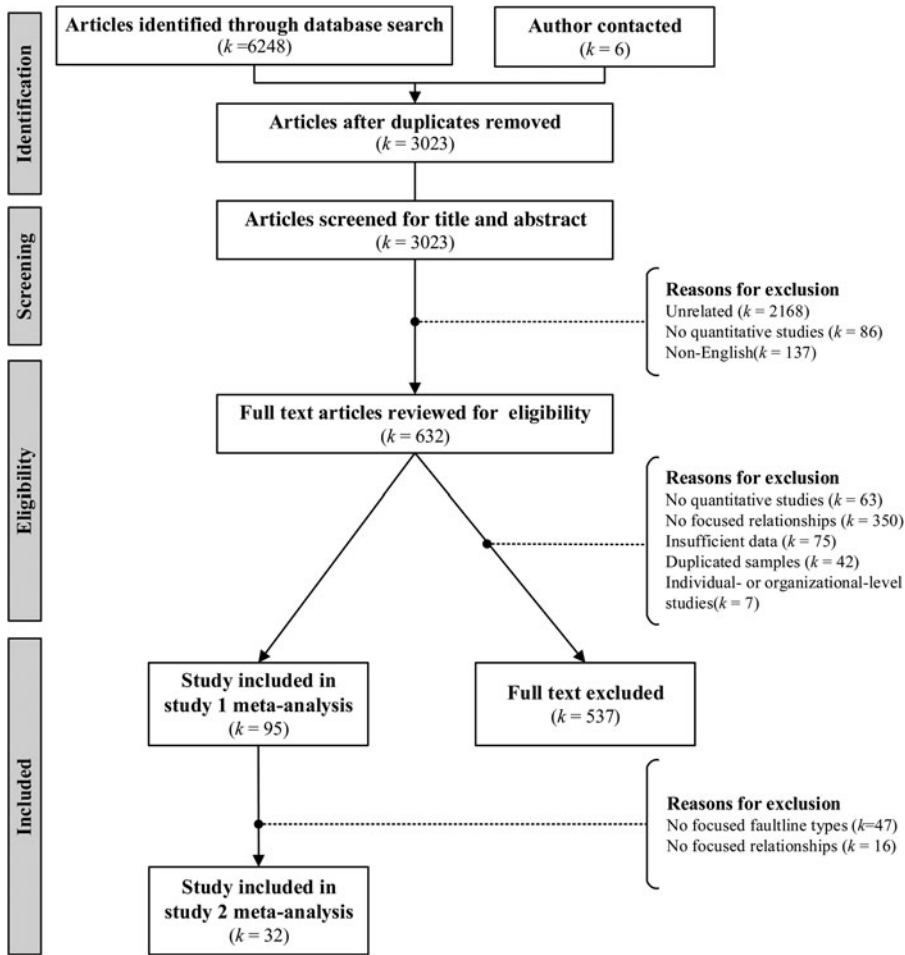 Identification
Articles identified through database search
(k =6248)
Author contacted
(k = 6)
Articles after duplicates removed
(k = 3023)
Screening
Articles screened for title and abstract
(k = 3023)
Reasons for exclusion
Unrelated (k = 2168)
No quantitative studies (k = 86)
Non-English(k = 137)
Eligibility
Full text articles reviewed for eligibility
(k = 632)
Reasons for exclusion
No quantitative studies (k = 63)
No focused relationships (k = 350)
Insufficient data (k = 75)
Duplicated samples (k = 42)
Individual- or organizational-level
studies(k = 7)
Included
Study included in
study 1 meta-analysis
(k = 95)
Full text excluded
(k = 537)
Reasons for exclusion
No focused faultline types (k=47)
No focused relationships (k = 16)
Study included in
study 2 meta-analysis
(k = 32)